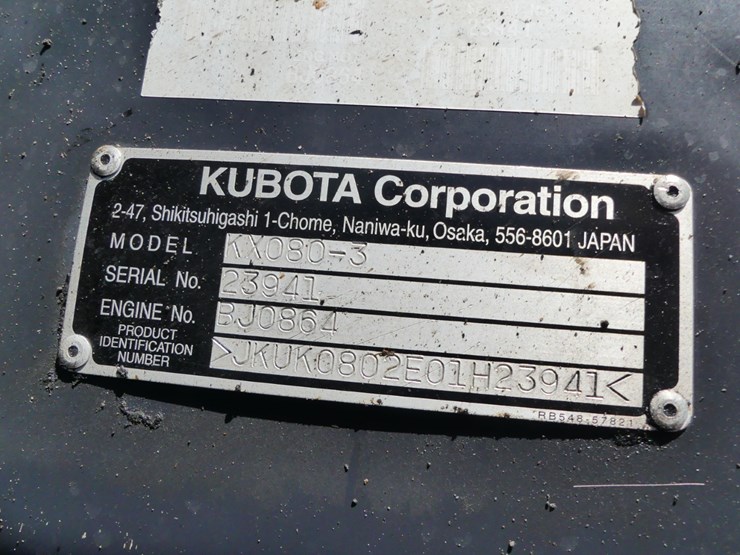 KUBOTA Corporation
2-47, Shikitsuhigashi 1-Chome, Naniwa-ku, Osaka, 556-8601 JAPAN
MODEL KX080-3
SERIAL No. 23941
ENGINE No. BJ0864
PRODUCT
IDENTIFICATION
NUMBER
>JKUK0802E01H23941<
RB548-57821